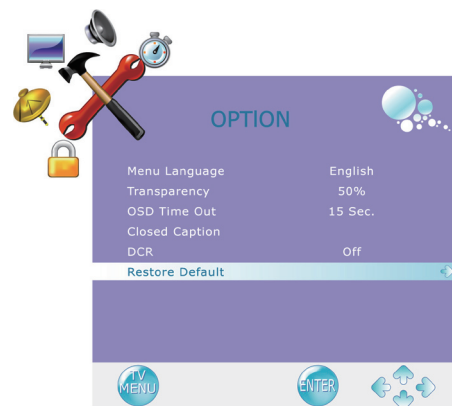 OPTION
Menu Language English
Transparency 50%
OSD Time Out 15 Sec.
Closed Caption
DCR Off
Restore Default
TV
MENU
ENTER